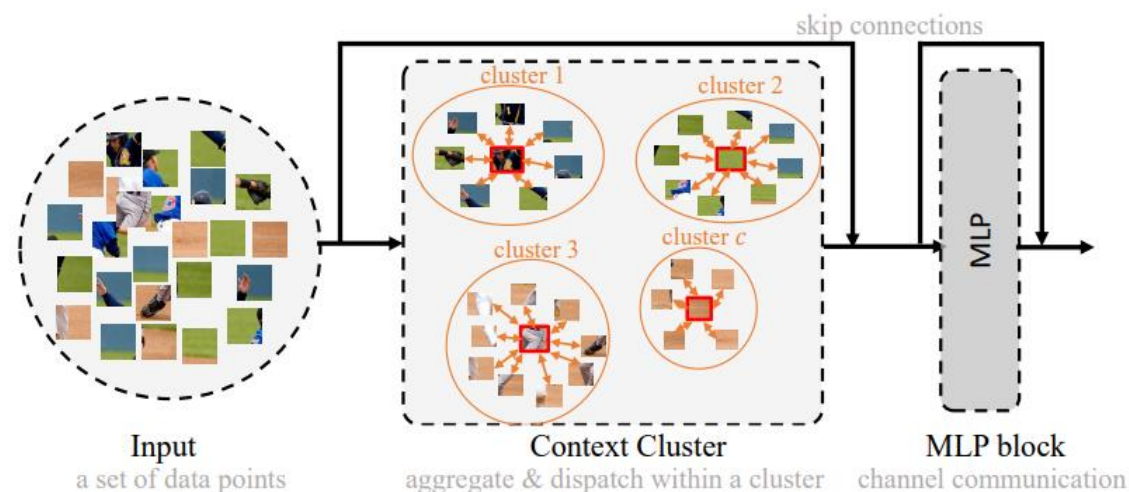 skip connections
cluster 1
cluster 2
cluster 3
cluster c
MLP
Input
a set of data points
Context Cluster
aggregate & dispatch within a cluster
MLP block
channel communication